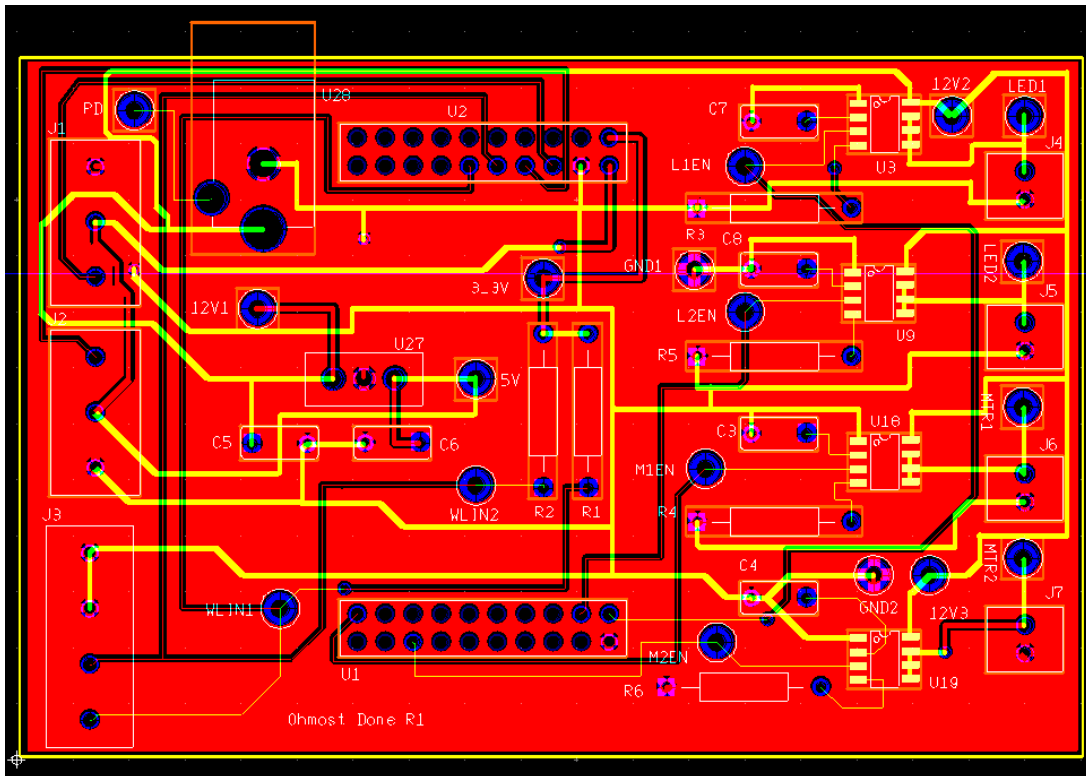 PD
U28
J1
U2
C7
12V2
LED1
U3
J4
L1EN
R3
C8
GND1
LED2
3_3V
12V1
L2EN
J5
U9
J2
U27
R5
5V
MTR1
C5
C6
C3
U18
M1EN
J6
WLIN2
R2
R1
R4
J3
MTR2
C4
WLIN1
GND2
12V3
J7
M2EN
U1
R6
U19
Ohmost Done R1